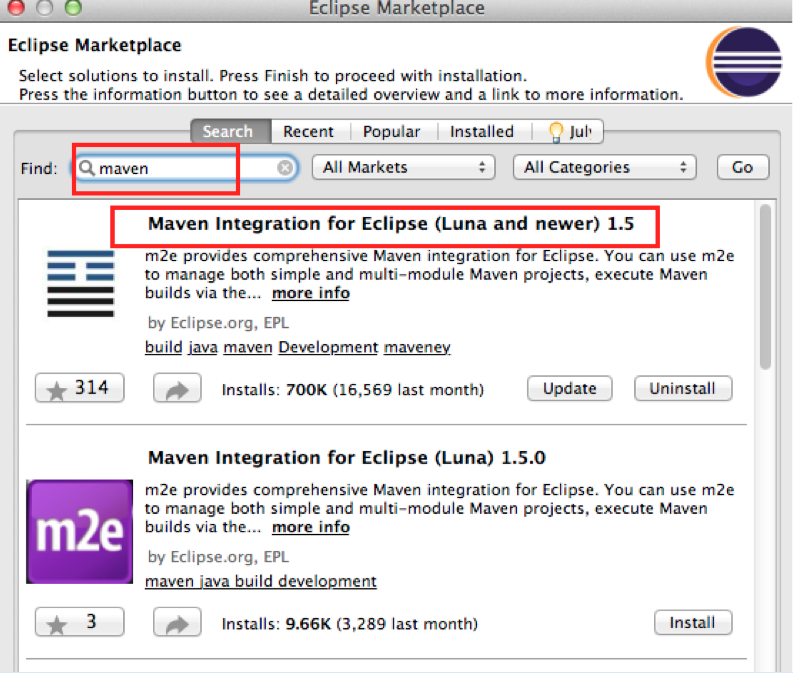 Eclipse Marketplace
Eclipse Marketplace
Select solutions to install. Press Finish to proceed with installation.
Press the information button to see a detailed overview and a link to more information.
Search Recent Popular Installed July
Find: maven All Markets All Categories Go
Maven Integration for Eclipse (Luna and newer) 1.5
m2e provides comprehensive Maven integration for Eclipse. You can use m2e
to manage both simple and multi-module Maven projects, execute Maven
builds via the... more info
by Eclipse.org, EPL
build java maven Development maveney
314 Installs: 700K (16,569 last month) Update Uninstall
Maven Integration for Eclipse (Luna) 1.5.0
m2e
m2e provides comprehensive Maven integration for Eclipse. You can use m2e
to manage both simple and multi-module Maven projects, execute Maven
builds via the... more info
by Eclipse.org, EPL
maven java build development
3 Installs: 9.66K (3,289 last month) Install